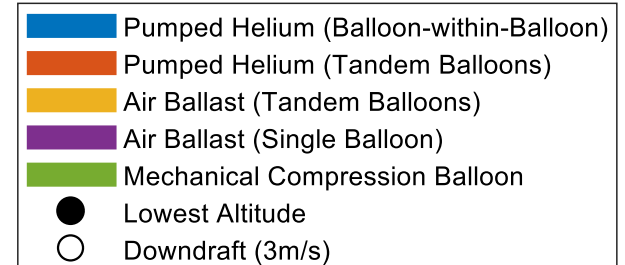 Pumped Helium (Balloon-within-Balloon)
Pumped Helium (Tandem Balloons)
Air Ballast (Tandem Balloons)
Air Ballast (Single Balloon)
Mechanical Compression Balloon
Lowest Altitude
Downdraft (3m/s)